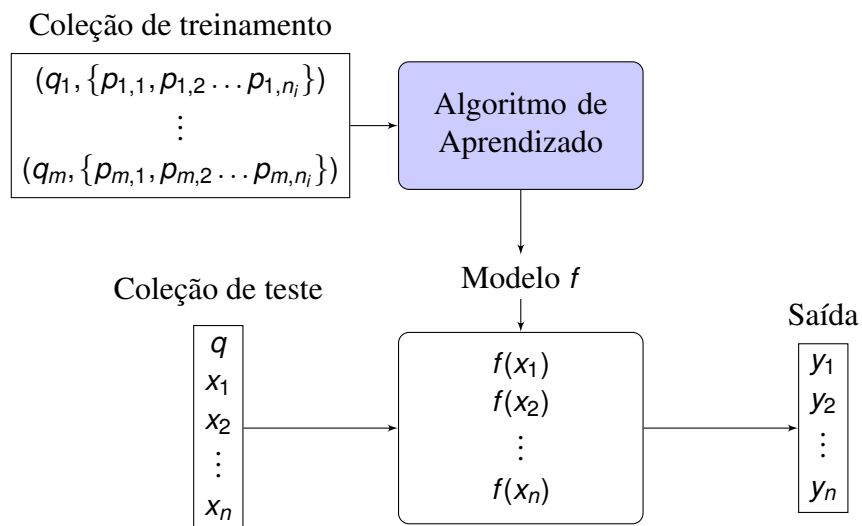 Coleção de treinamento
(q₁, {p₁,₁, p₁,₂ … p₁,ₙᵢ})
⋮
(qₘ, {pₘ,₁, pₘ,₂ … pₘ,ₙᵢ})
Algoritmo de
Aprendizado
Modelo f
Coleção de teste
q
x₁
x₂
⋮
xₙ
f(x₁)
f(x₂)
⋮
f(xₙ)
Saída
y₁
y₂
⋮
yₙ